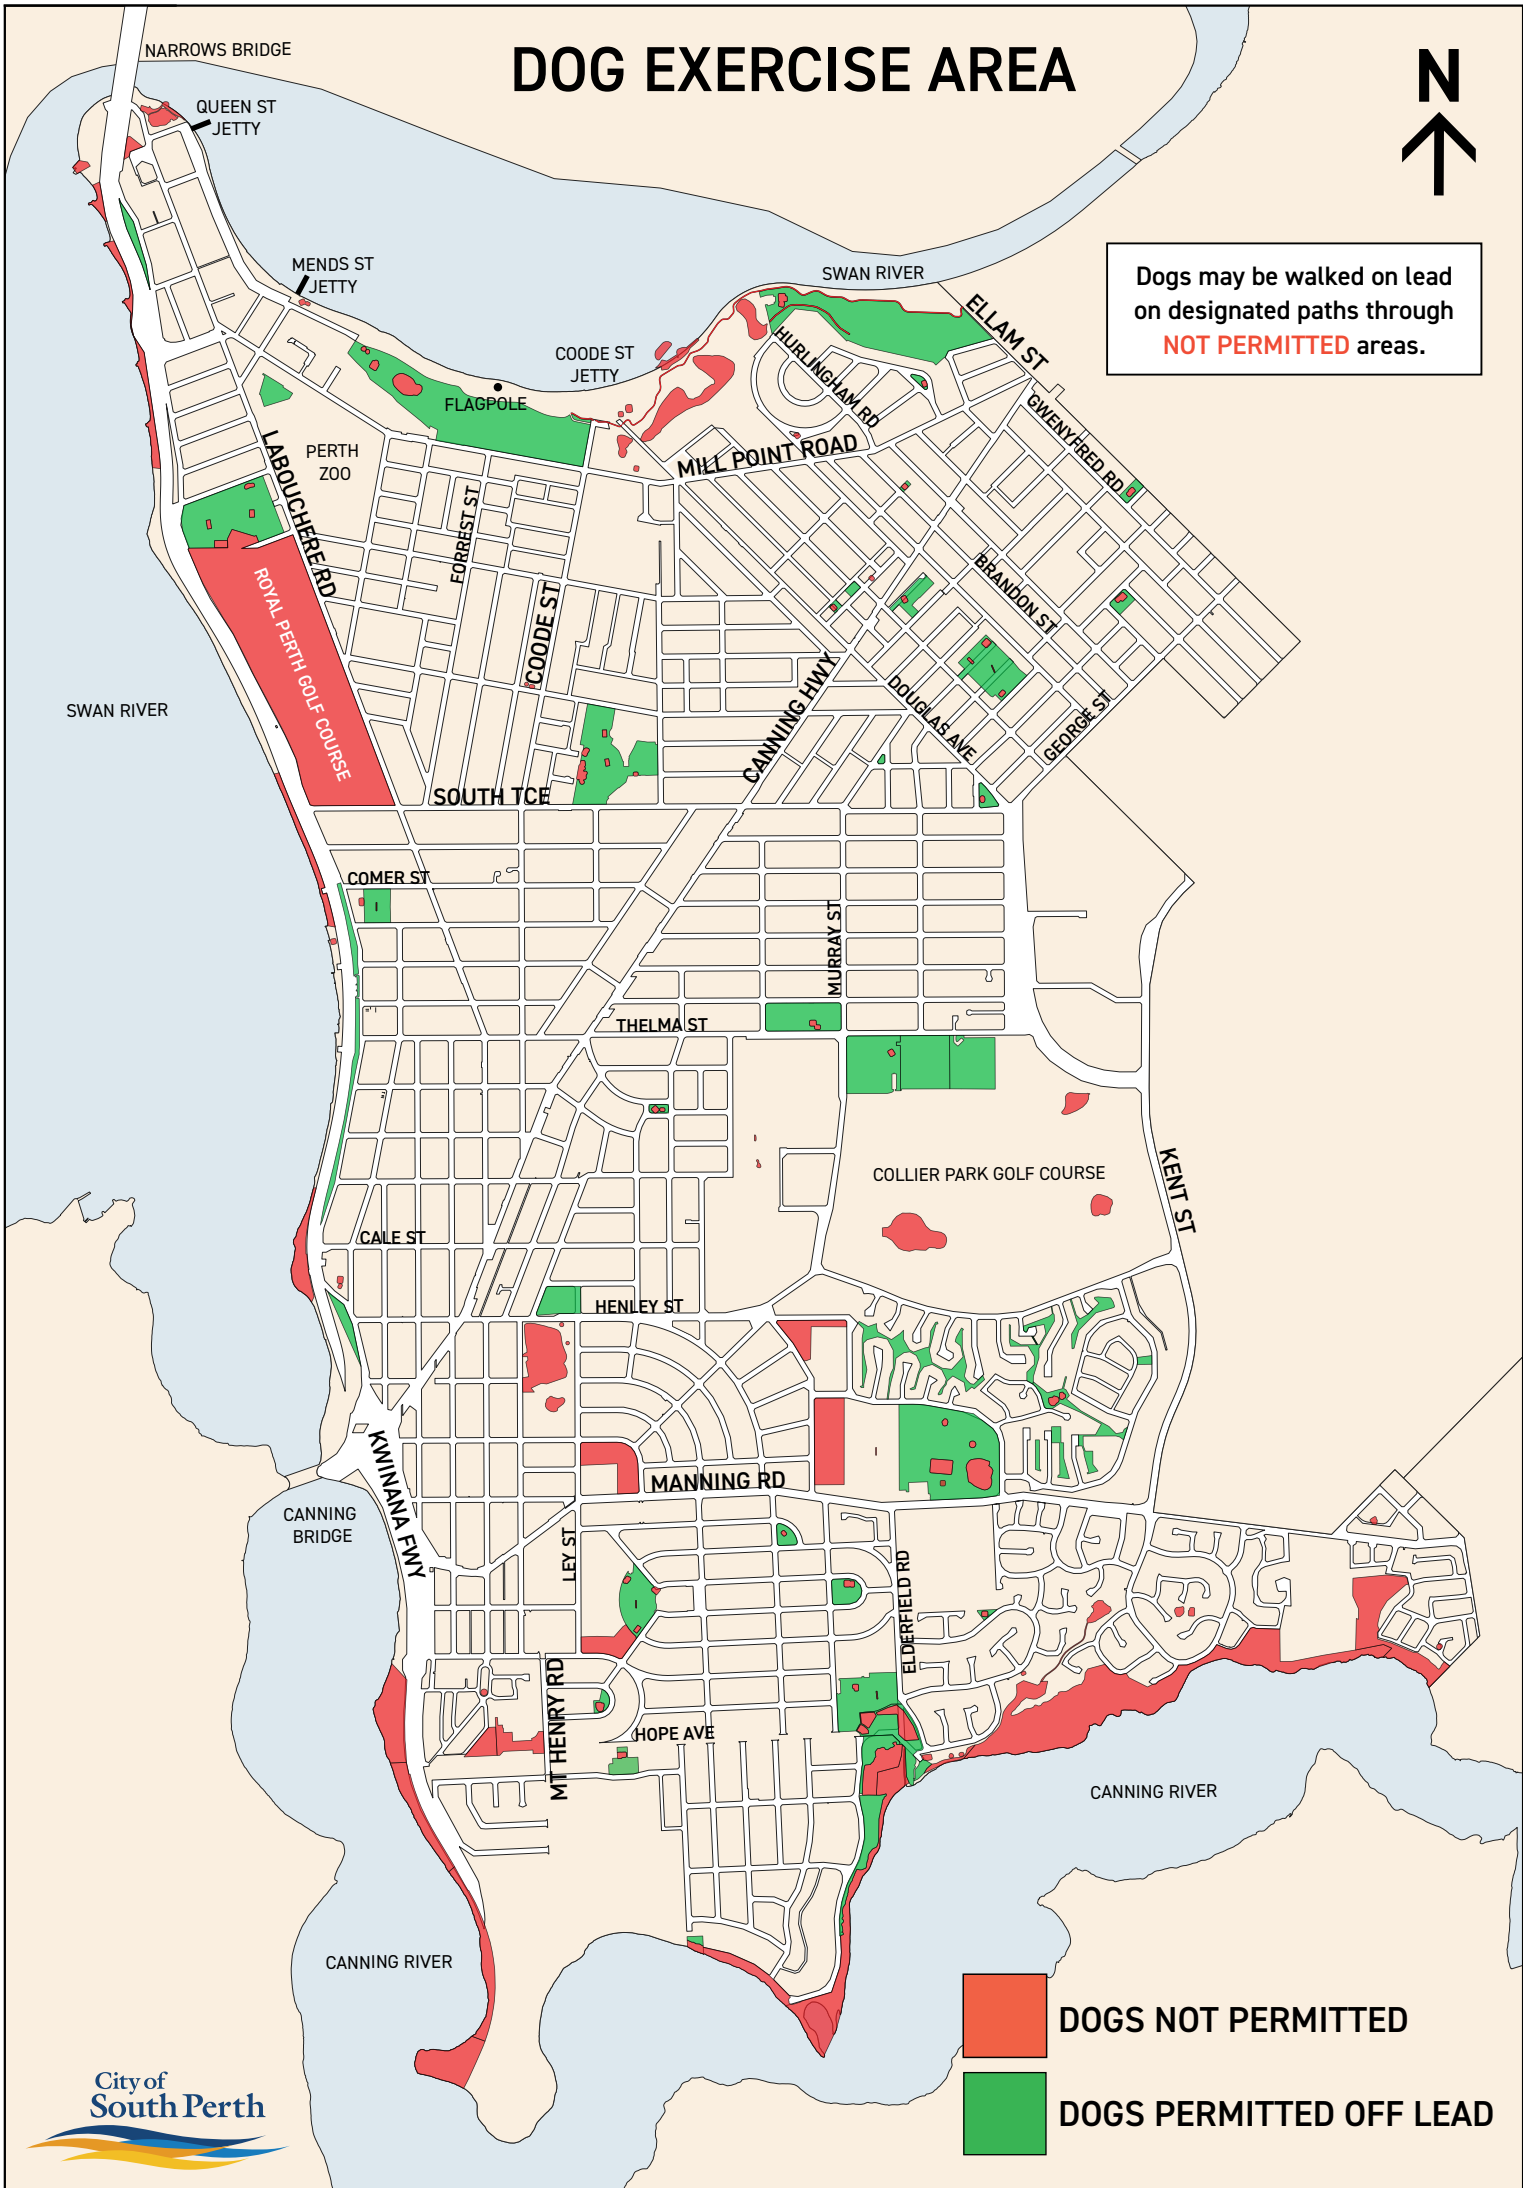 DOG EXERCISE AREA
N
NARROWS BRIDGE
QUEEN ST
JETTY
Dogs may be walked on lead
on designated paths through
NOT PERMITTED areas.
MENDS ST
JETTY
SWAN RIVER
ELLAM ST
COODE ST
JETTY
HURLINGHAM RD
FLAGPOLE
GWENYFRED RD
MILL POINT ROAD
LABOUCHERE RD
PERTH
ZOO
FORREST ST
BRANDON ST
ROYAL PERTH GOLF COURSE
COODE ST
SWAN RIVER
CANNING HWY
DOUGLAS AVE
GEORGE ST
SOUTH TCE
COMER ST
MURRAY ST
THELMA ST
COLLIER PARK GOLF COURSE
KENT ST
CALE ST
HENLEY ST
KWINANA FWY
MANNING RD
CANNING
BRIDGE
LEY ST
ELDERFIELD RD
MT HENRY RD
HOPE AVE
CANNING RIVER
CANNING RIVER
DOGS NOT PERMITTED
DOGS PERMITTED OFF LEAD
City of
South Perth